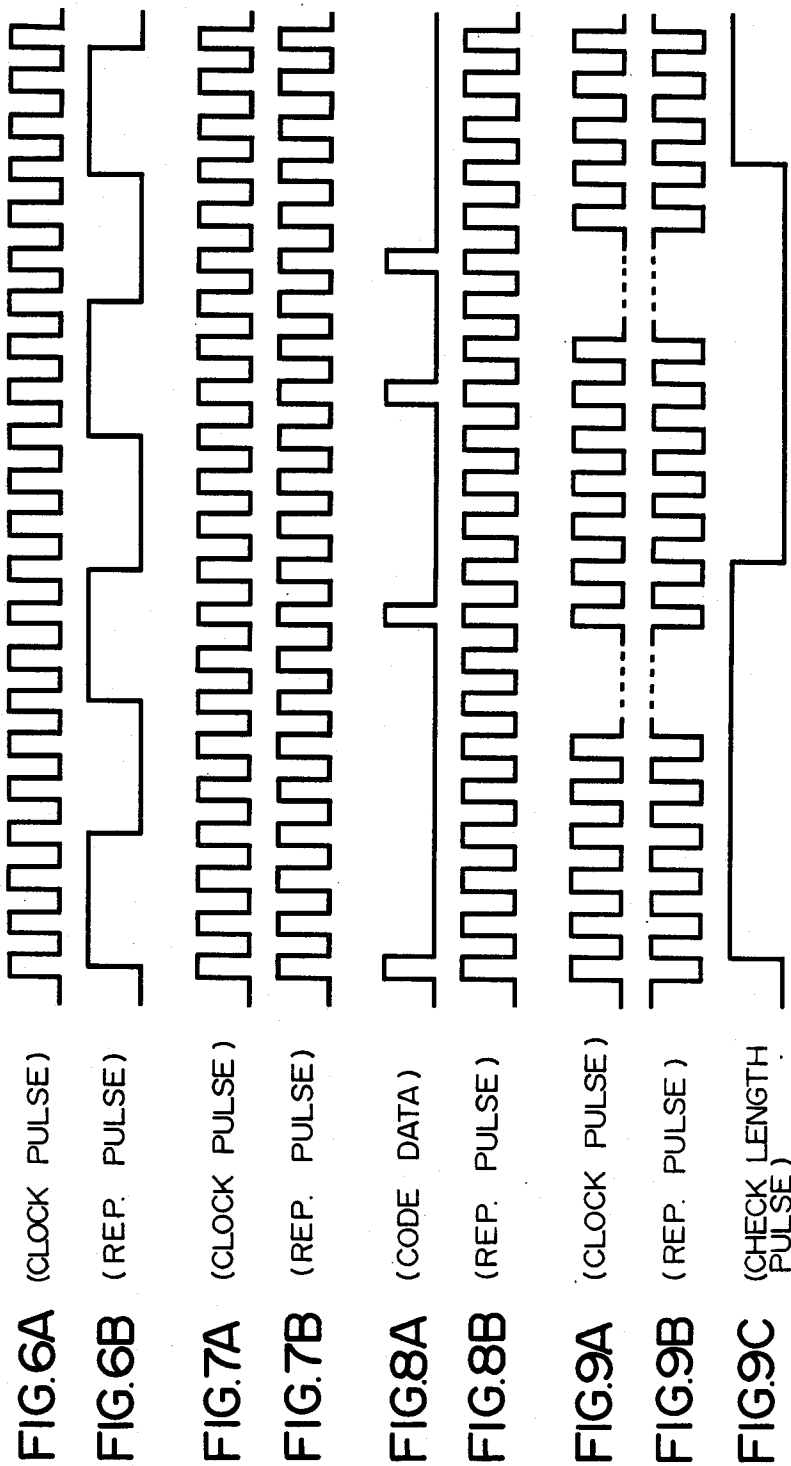 FIG.6A (CLOCK PULSE)
FIG.6B (REP. PULSE)
FIG.7A (CLOCK PULSE)
FIG.7B (REP. PULSE)
FIG.8A (CODE DATA)
FIG.8B (REP. PULSE)
FIG.9A (CLOCK PULSE)
FIG.9B (REP. PULSE)
FIG.9C (CHECK LENGTH
PULSE)